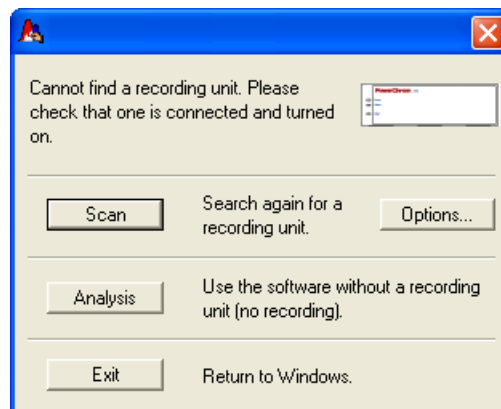 Cannot find a recording unit. Please
check that one is connected and turned
on.
PowerChrom
Scan
Search again for a
recording unit.
Options...
Analysis
Use the software without a recording
unit (no recording).
Exit
Return to Windows.